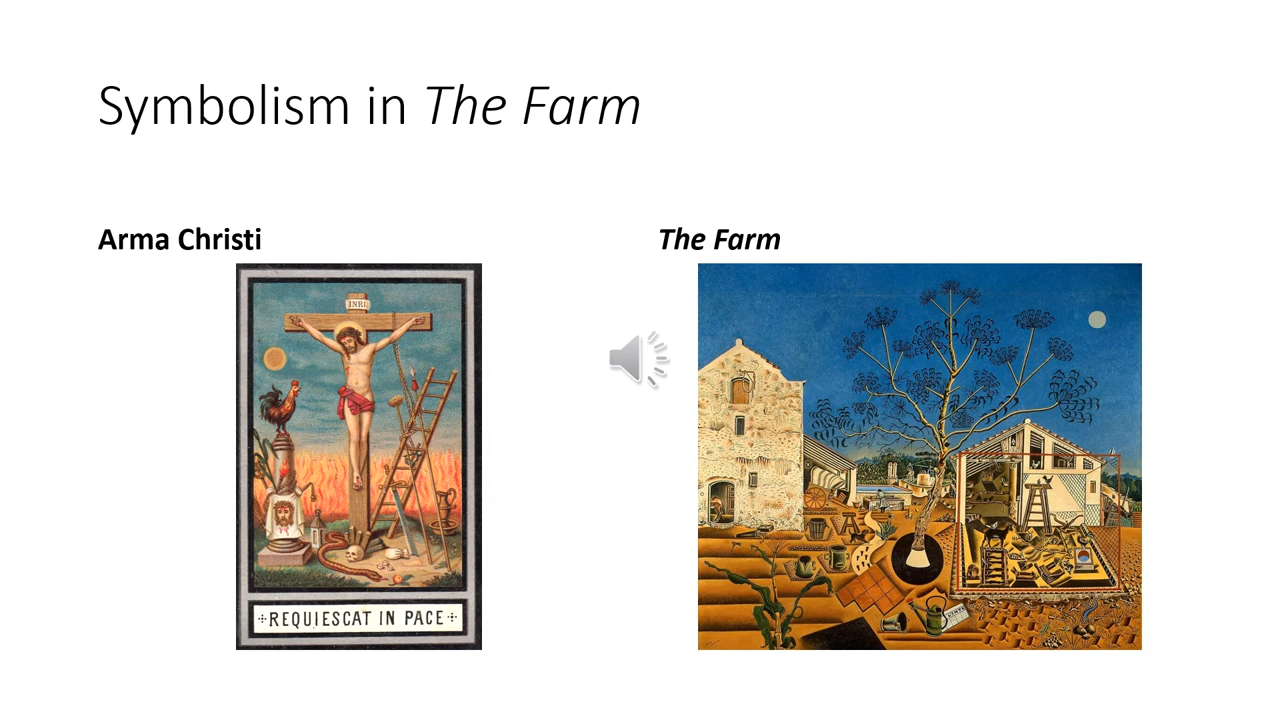 Symbolism in The Farm
Arma Christi
The Farm
INRI
REQUIESCAT IN PACE